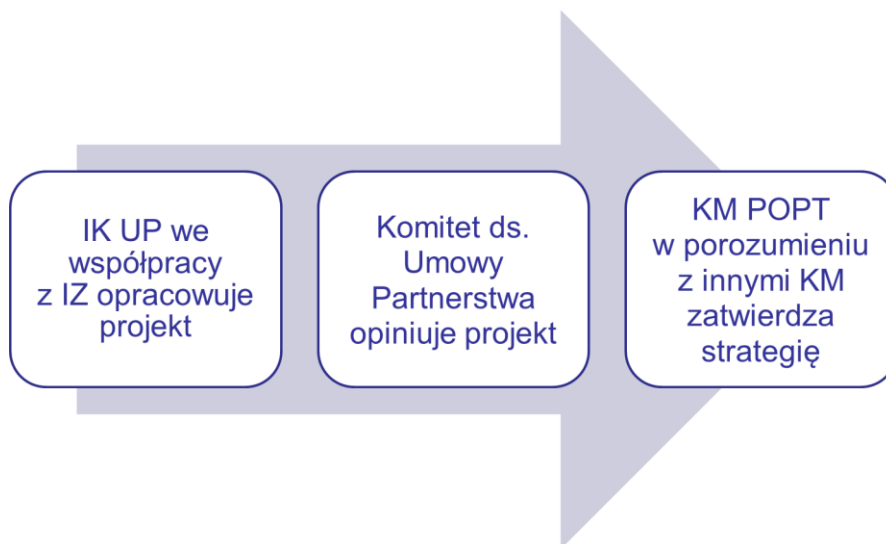 IK UP we
współpracy
z IZ opracowuje
projekt
Komitet ds.
Umowy
Partnerstwa
opiniuje projekt
KM POPT
w porozumieniu
z innymi KM
zatwierdza
strategię